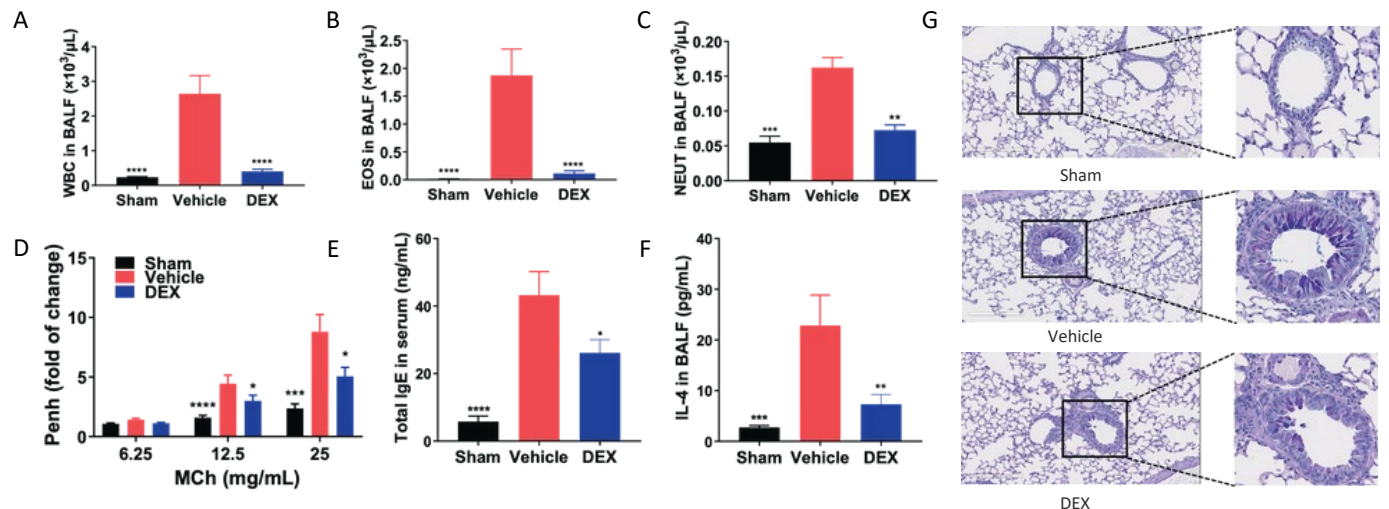 A
WBC in BALF (×10³/μL)
4
3
2
1
0
****
****
Sham Vehicle DEX
B
EOS in BALF (×10³/μL)
2.5
2.0
1.5
1.0
0.5
0.0
****
****
Sham Vehicle DEX
C
NEUT in BALF (×10³/μL)
0.20
0.15
0.10
0.05
0.00
***
**
Sham Vehicle DEX
D
Penh (fold of change)
15
10
5
0
Sham
Vehicle
DEX
****
*
***
*
6.25 12.5 25
MCh (mg/mL)
E
Total IgE in serum (ng/mL)
60
40
20
0
****
*
Sham Vehicle DEX
F
IL-4 in BALF (pg/mL)
40
30
20
10
0
***
**
Sham Vehicle DEX
G
Sham
Vehicle
DEX